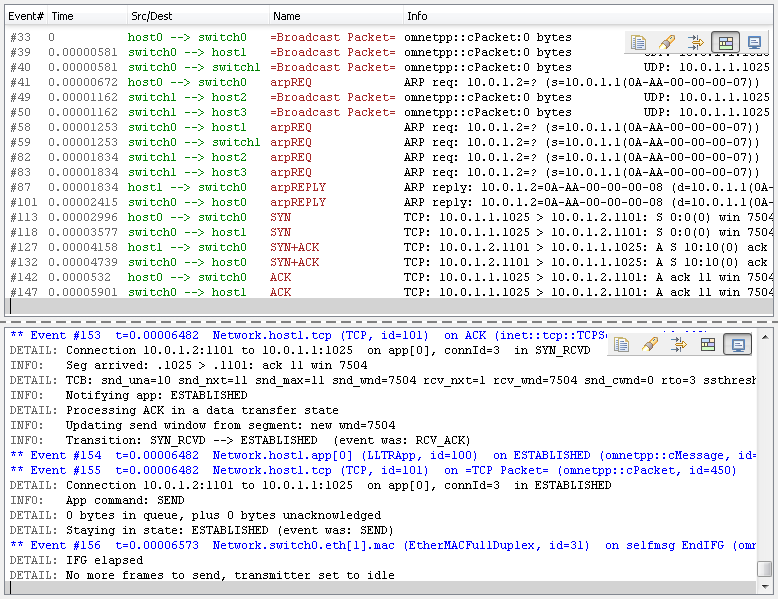 Event# Time Src/Dest Name Info
#33 0 host0 --> switch0 =Broadcast Packet= omnetpp::cPacket:0 bytes
#39 0.00000581 switch0 --> host1 =Broadcast Packet= omnetpp::cPacket:0 bytes UDP: 10.0.1.1.1025
#40 0.00000581 switch0 --> switch1 =Broadcast Packet= omnetpp::cPacket:0 bytes UDP: 10.0.1.1.1025
#41 0.00000672 host0 --> switch0 arpREQ ARP req: 10.0.1.2=? (s=10.0.1.1(0A-AA-00-00-00-07))
#49 0.00001162 switch1 --> host2 =Broadcast Packet= omnetpp::cPacket:0 bytes UDP: 10.0.1.1.1025
#50 0.00001162 switch1 --> host3 =Broadcast Packet= omnetpp::cPacket:0 bytes UDP: 10.0.1.1.1025
#58 0.00001253 switch0 --> host1 arpREQ ARP req: 10.0.1.2=? (s=10.0.1.1(0A-AA-00-00-00-07))
#59 0.00001253 switch0 --> switch1 arpREQ ARP req: 10.0.1.2=? (s=10.0.1.1(0A-AA-00-00-00-07))
#82 0.00001834 switch1 --> host2 arpREQ ARP req: 10.0.1.2=? (s=10.0.1.1(0A-AA-00-00-00-07))
#83 0.00001834 switch1 --> host3 arpREQ ARP req: 10.0.1.2=? (s=10.0.1.1(0A-AA-00-00-00-07))
#87 0.00001834 host1 --> switch0 arpREPLY ARP reply: 10.0.1.2=0A-AA-00-00-00-08 (d=10.0.1.1(0A-
#101 0.00002415 switch0 --> host0 arpREPLY ARP reply: 10.0.1.2=0A-AA-00-00-00-08 (d=10.0.1.1(0A-
#113 0.00002996 host0 --> switch0 SYN TCP: 10.0.1.1.1025 > 10.0.1.2.1101: S 0:0(0) win 7504
#118 0.00003577 switch0 --> host1 SYN TCP: 10.0.1.1.1025 > 10.0.1.2.1101: S 0:0(0) win 7504
#127 0.00004158 host1 --> switch0 SYN+ACK TCP: 10.0.1.2.1101 > 10.0.1.1.1025: A S 10:10(0) ack
#132 0.00004739 switch0 --> host0 SYN+ACK TCP: 10.0.1.2.1101 > 10.0.1.1.1025: A S 10:10(0) ack
#142 0.0000532 host0 --> switch0 ACK TCP: 10.0.1.1.1025 > 10.0.1.2.1101: A ack 11 win 7504
#147 0.00005901 switch0 --> host1 ACK TCP: 10.0.1.1.1025 > 10.0.1.2.1101: A ack 11 win 7504
** Event #153 t=0.00006482 Network.host1.tcp (TCP, id=101) on ACK (inet::tcp::TCPSe
DETAIL: Connection 10.0.1.2:1101 to 10.0.1.1:1025 on app[0], connId=3 in SYN_RCVD
INFO: Seg arrived: .1025 > .1101: ack 11 win 7504
DETAIL: TCB: snd_una=10 snd_nxt=11 snd_max=11 snd_wnd=7504 rcv_nxt=1 rcv_wnd=7504 snd_cwnd=0 rto=3 ssthresh
INFO: Notifying app: ESTABLISHED
DETAIL: Processing ACK in a data transfer state
INFO: Updating send window from segment: new wnd=7504
INFO: Transition: SYN_RCVD --> ESTABLISHED (event was: RCV_ACK)
** Event #154 t=0.00006482 Network.host1.app[0] (LLTRApp, id=100) on ESTABLISHED (omnetpp::cMessage, id=
** Event #155 t=0.00006482 Network.host1.tcp (TCP, id=101) on =TCP Packet= (omnetpp::cPacket, id=450)
DETAIL: Connection 10.0.1.2:1101 to 10.0.1.1:1025 on app[0], connId=3 in ESTABLISHED
INFO: App command: SEND
DETAIL: 0 bytes in queue, plus 0 bytes unacknowledged
DETAIL: Staying in state: ESTABLISHED (event was: SEND)
** Event #156 t=0.00006573 Network.switch0.eth[1].mac (EtherMACFullDuplex, id=31) on selfmsg EndIFG (omn
DETAIL: IFG elapsed
DETAIL: No more frames to send, transmitter set to idle